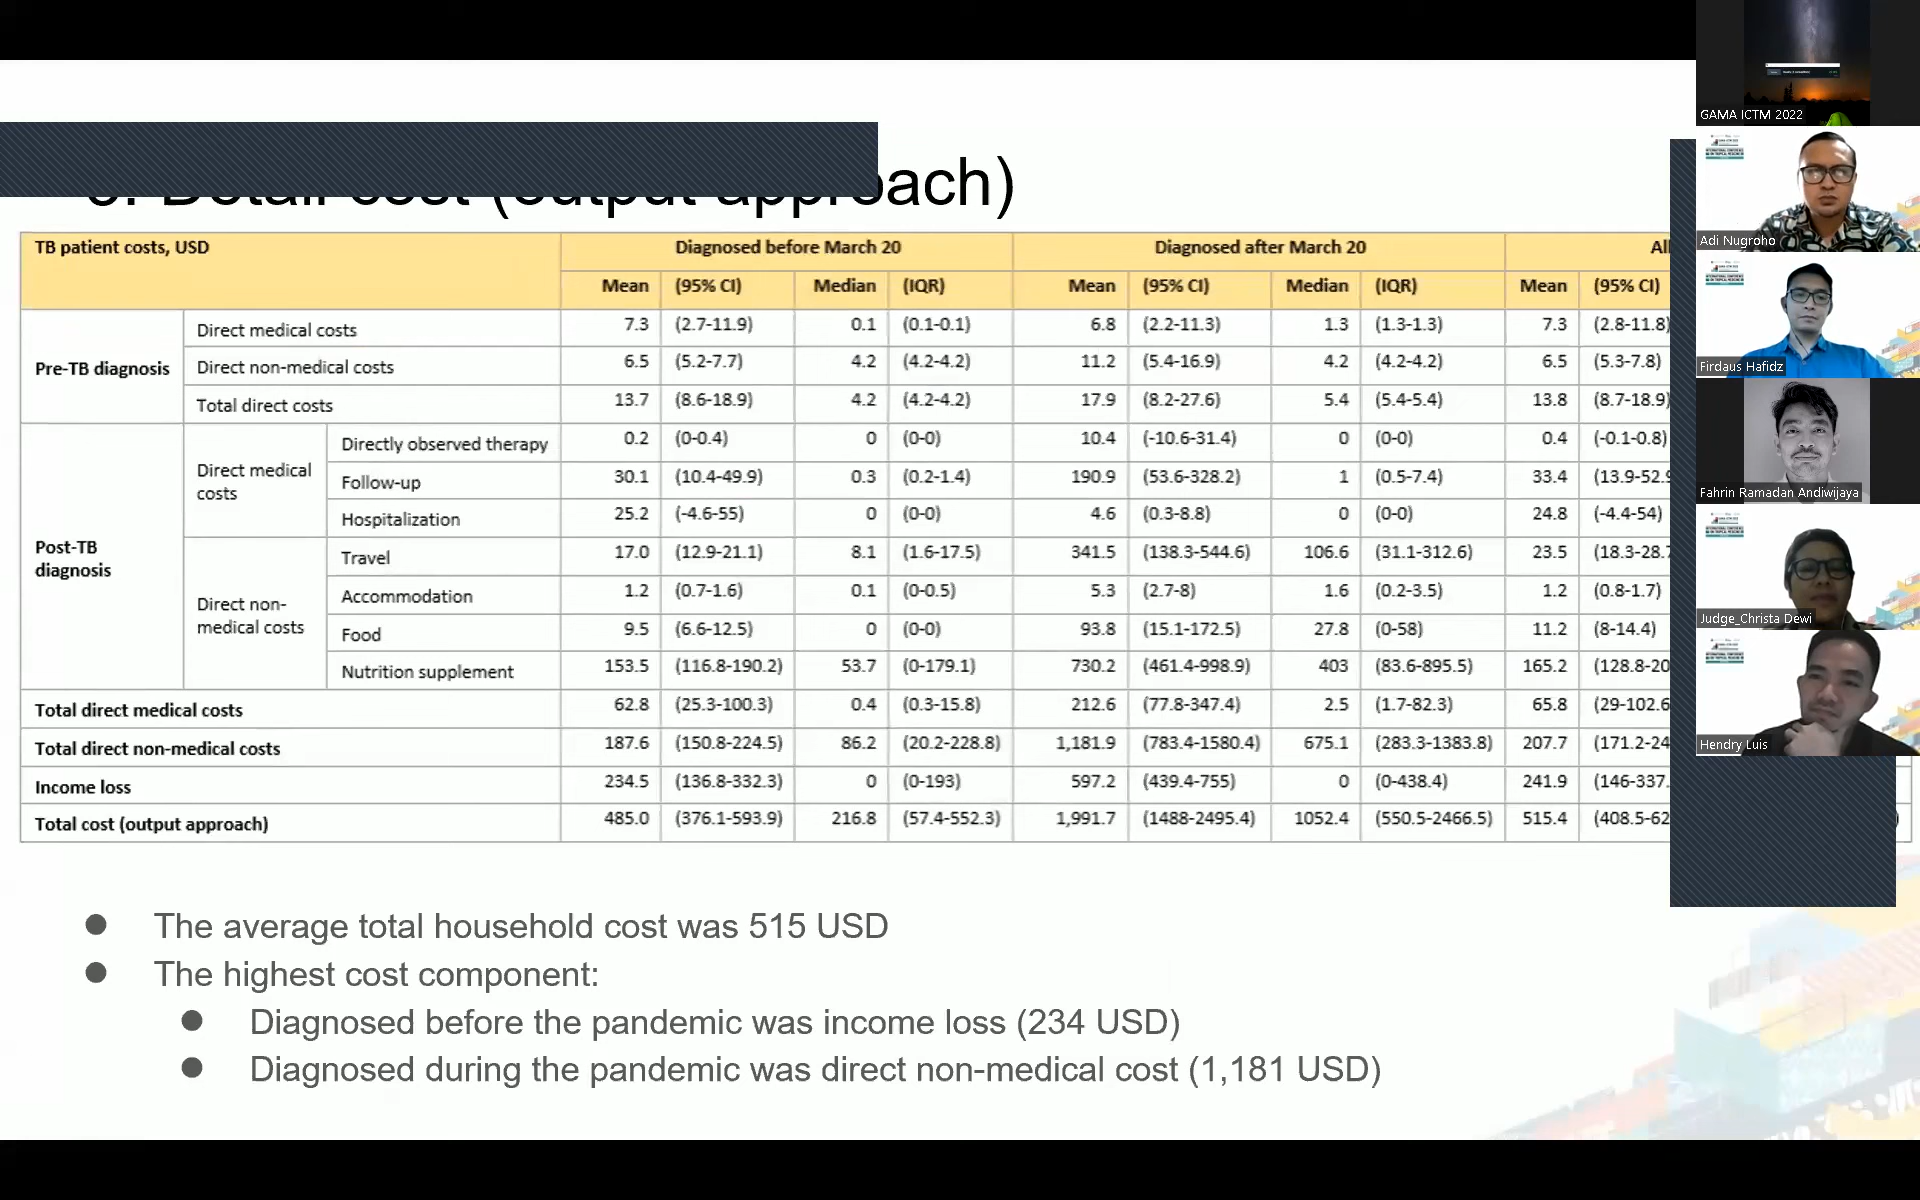 Detail cost (output approach)
TB patient costs, USD Diagnosed before March 20 Diagnosed after March 20
Mean (95% CI) Median (IQR) Mean (95% CI) Median (IQR) Mean (95% CI)
Pre-TB diagnosis
Direct medical costs 7.3 (2.7-11.9) 0.1 (0.1-0.1) 6.8 (2.2-11.3) 1.3 (1.3-1.3) 7.3 (2.8-11.8)
Direct non-medical costs 6.5 (5.2-7.7) 4.2 (4.2-4.2) 11.2 (5.4-16.9) 4.2 (4.2-4.2) 6.5 (5.3-7.8)
Total direct costs 13.7 (8.6-18.9) 4.2 (4.2-4.2) 17.9 (8.2-27.6) 5.4 (5.4-5.4) 13.8 (8.7-18.9)
Post-TB
diagnosis
Direct medical
costs
Directly observed therapy 0.2 (0-0.4) 0 (0-0) 10.4 (-10.6-31.4) 0 (0-0) 0.4 (-0.1-0.8)
Follow-up 30.1 (10.4-49.9) 0.3 (0.2-1.4) 190.9 (53.6-328.2) 1 (0.5-7.4) 33.4 (13.9-52.9
Hospitalization 25.2 (-4.6-55) 0 (0-0) 4.6 (0.3-8.8) 0 (0-0) 24.8 (-4.4-54)
Direct non-
medical costs
Travel 17.0 (12.9-21.1) 8.1 (1.6-17.5) 341.5 (138.3-544.6) 106.6 (31.1-312.6) 23.5 (18.3-28.7
Accommodation 1.2 (0.7-1.6) 0.1 (0-0.5) 5.3 (2.7-8) 1.6 (0.2-3.5) 1.2 (0.8-1.7)
Food 9.5 (6.6-12.5) 0 (0-0) 93.8 (15.1-172.5) 27.8 (0-58) 11.2 (8-14.4)
Nutrition supplement 153.5 (116.8-190.2) 53.7 (0-179.1) 730.2 (461.4-998.9) 403 (83.6-895.5) 165.2 (128.8-20
Total direct medical costs 62.8 (25.3-100.3) 0.4 (0.3-15.8) 212.6 (77.8-347.4) 2.5 (1.7-82.3) 65.8 (29-102.6
Total direct non-medical costs 187.6 (150.8-224.5) 86.2 (20.2-228.8) 1,181.9 (783.4-1580.4) 675.1 (283.3-1383.8) 207.7 (171.2-24
Income loss 234.5 (136.8-332.3) 0 (0-193) 597.2 (439.4-755) 0 (0-438.4) 241.9 (146-337.
Total cost (output approach) 485.0 (376.1-593.9) 216.8 (57.4-552.3) 1,991.7 (1488-2495.4) 1052.4 (550.5-2466.5) 515.4 (408.5-62
● The average total household cost was 515 USD
● The highest cost component:
● Diagnosed before the pandemic was income loss (234 USD)
● Diagnosed during the pandemic was direct non-medical cost (1,181 USD)
GAMA ICTM 2022
Adi Nugroho
Firdaus Hafidz
Fahrin Ramadan Andiwijaya
Judge_Christa Dewi
Hendry Luis